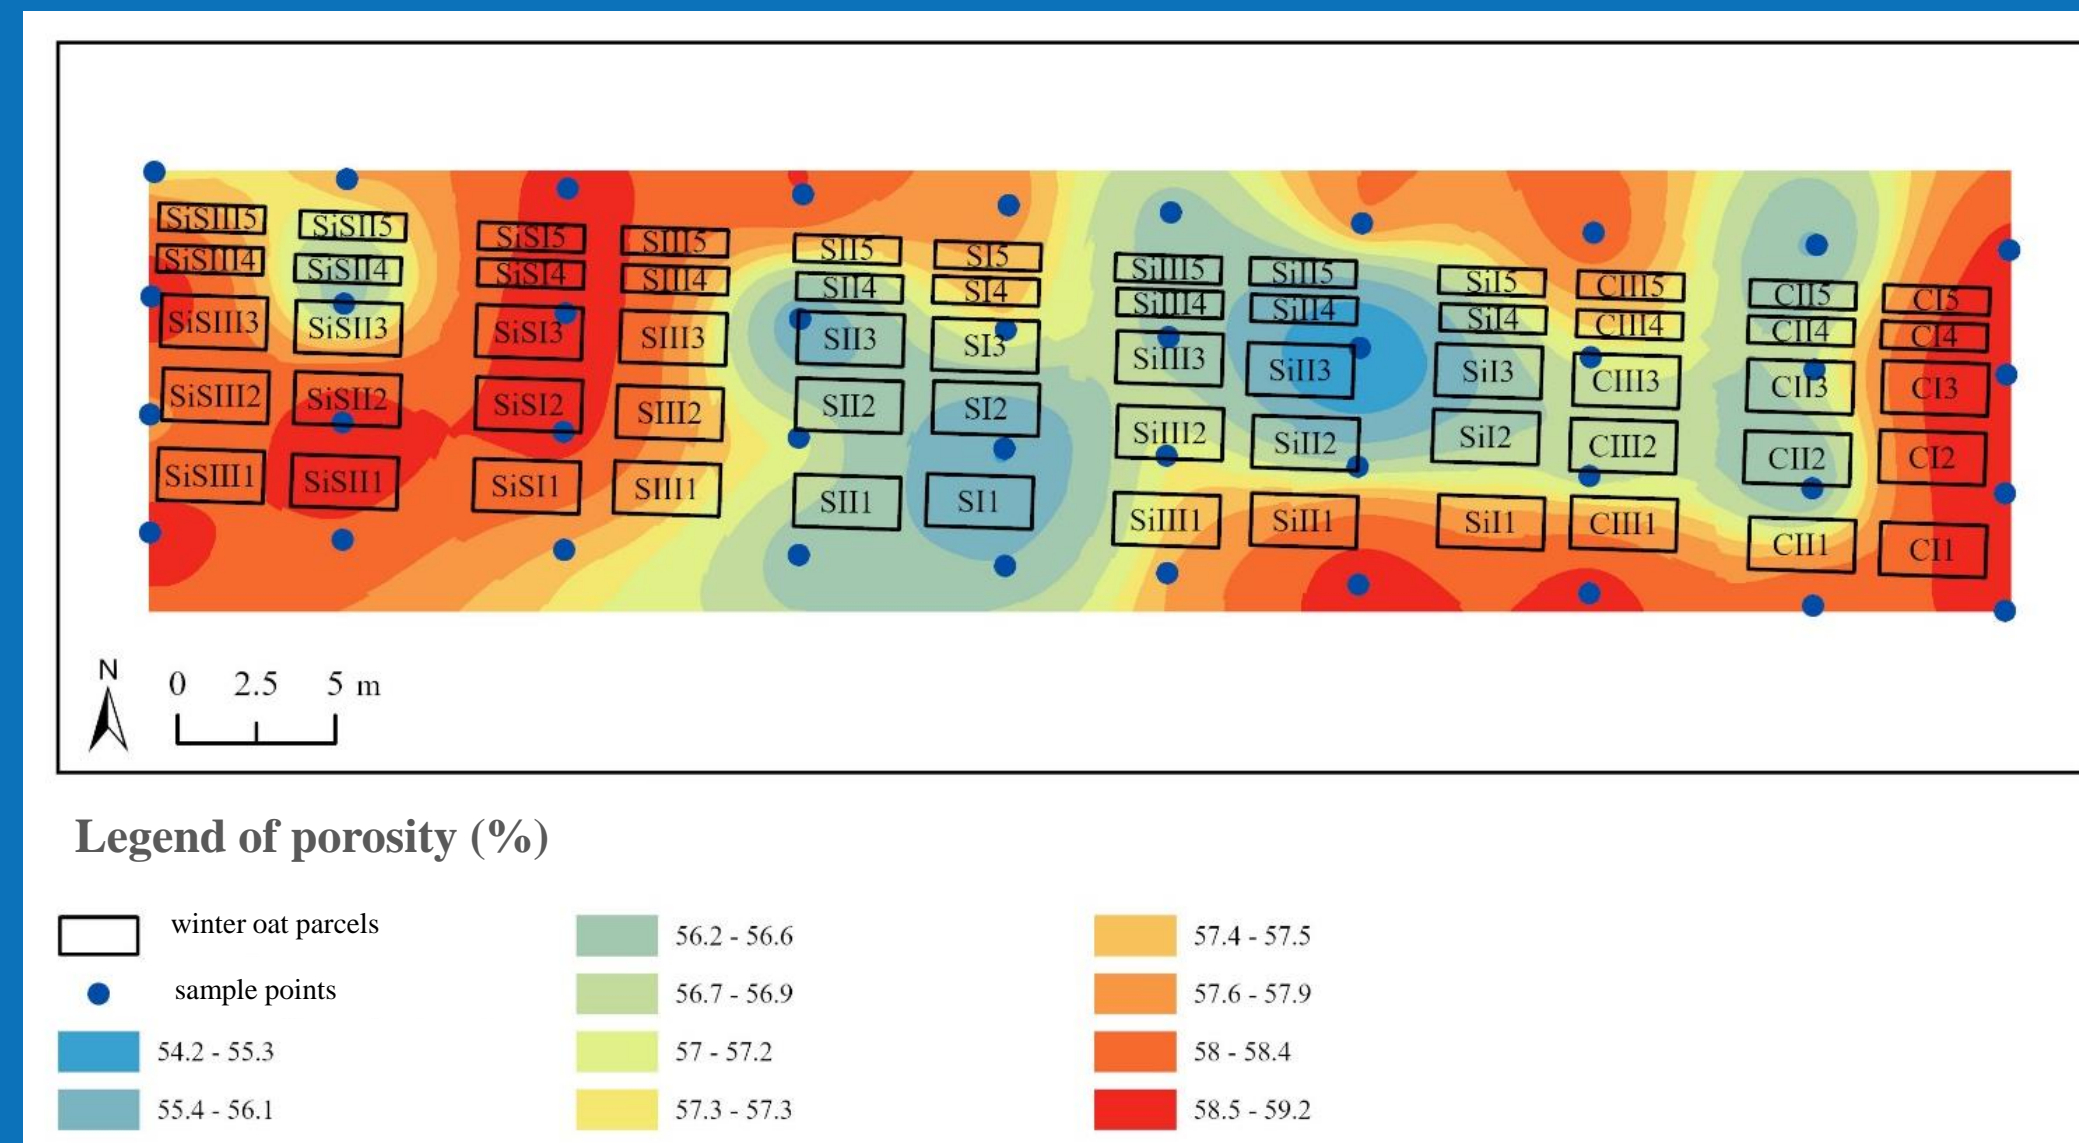 SiSIII5 SiSII5 SiSI5 SIII5 SII5 SI5 SiIII5 SiII5 SiI5 CIII5 CII5 CI5
SiSIII4 SiSII4 SiSI4 SIII4 SII4 SI4 SiIII4 SiII4 SiI4 CIII4 CII4 CI4
SiSIII3 SiSII3 SiSI3 SIII3 SII3 SI3 SiIII3 SiII3 SiI3 CIII3 CII3 CI3
SiSIII2 SiSII2 SiSI2 SIII2 SII2 SI2 SiIII2 SiII2 SiI2 CIII2 CII2 CI2
SiSIII1 SiSII1 SiSI1 SIII1 SII1 SI1 SiIII1 SiII1 SiI1 CIII1 CII1 CI1
N
0 2.5 5 m
Legend of porosity (%)
winter oat parcels
sample points
54.2 - 55.3
55.4 - 56.1
56.2 - 56.6
56.7 - 56.9
57 - 57.2
57.3 - 57.3
57.4 - 57.5
57.6 - 57.9
58 - 58.4
58.5 - 59.2